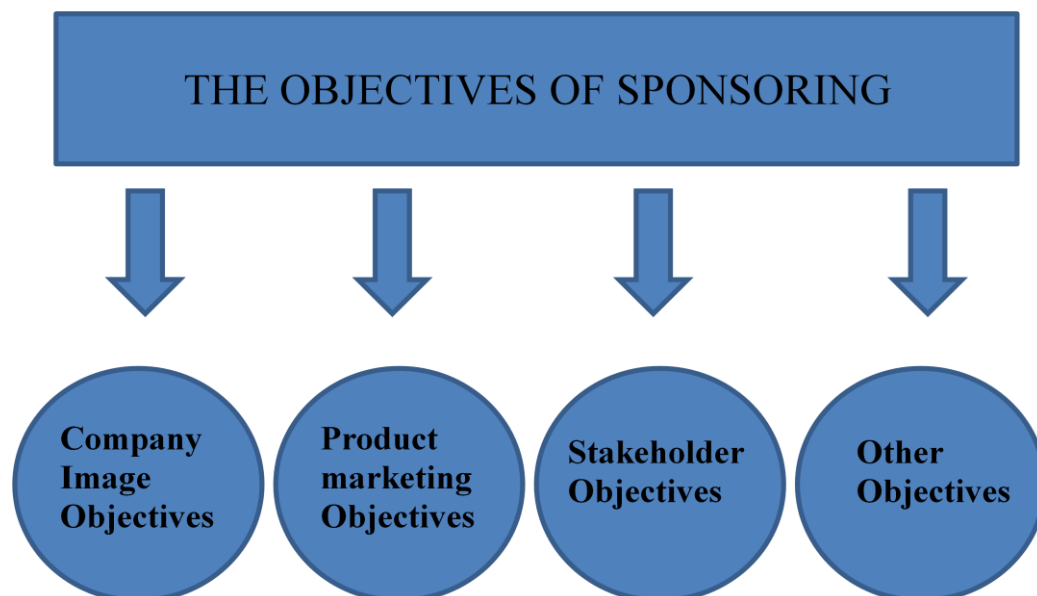 THE OBJECTIVES OF SPONSORING
Company
Image
Objectives
Product
marketing
Objectives
Stakeholder
Objectives
Other
Objectives